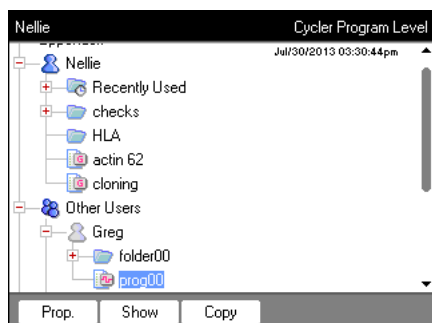 Nellie Cycler Program Level
Jul/30/2013 03:30:44pm
Nellie
Recently Used
checks
HLA
actin 62
cloning
Other Users
Greg
folder00
prog00
Prop. Show Copy